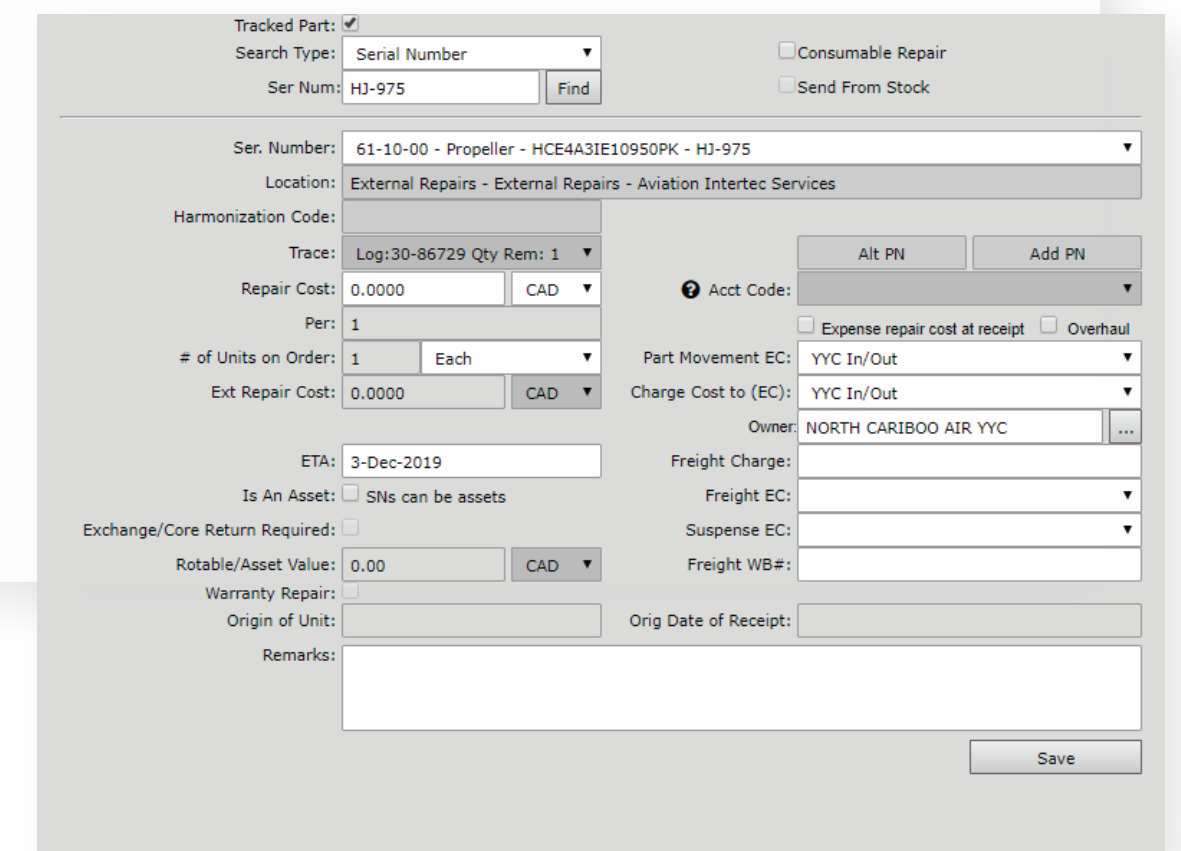 Tracked Part:
Search Type: Serial Number Consumable Repair
Ser Num: HJ-975 Find Send From Stock
Ser. Number: 61-10-00 - Propeller - HCE4A3IE10950PK - HJ-975
Location: External Repairs - External Repairs - Aviation Intertec Services
Harmonization Code:
Trace: Log:30-86729 Qty Rem: 1 Alt PN Add PN
Repair Cost: 0.0000 CAD ? Acct Code:
Per: 1 Expense repair cost at receipt Overhaul
# of Units on Order: 1 Each Part Movement EC: YYC In/Out
Ext Repair Cost: 0.0000 CAD Charge Cost to (EC): YYC In/Out
Owner: NORTH CARIBOO AIR YYC ...
ETA: 3-Dec-2019 Freight Charge:
Is An Asset: SNs can be assets Freight EC:
Exchange/Core Return Required: Suspense EC:
Rotable/Asset Value: 0.00 CAD Freight WB#:
Warranty Repair:
Origin of Unit: Orig Date of Receipt:
Remarks:
Save